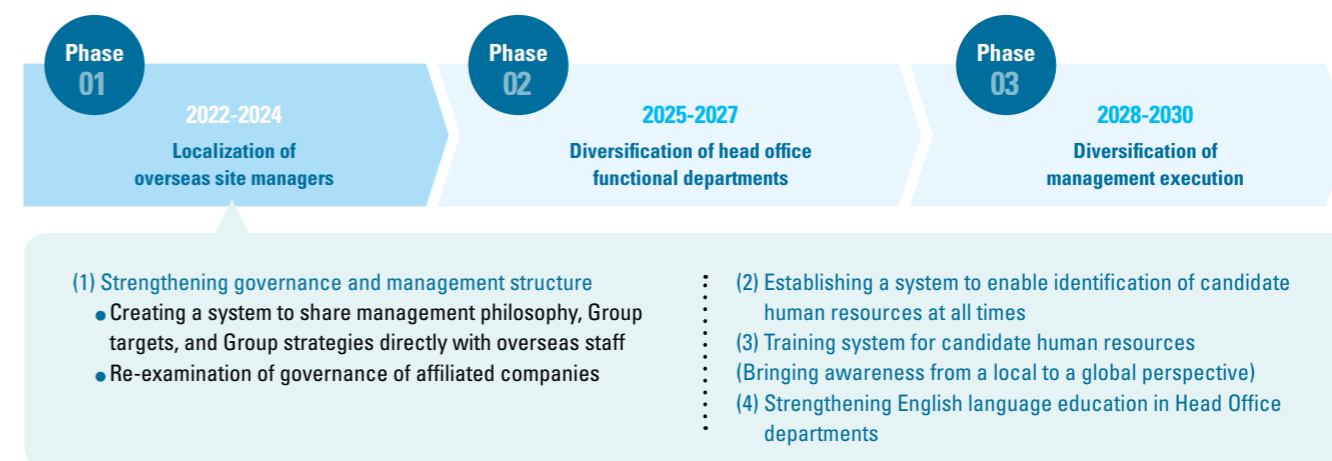 Phase
01
2022-2024
Localization of
overseas site managers
Phase
02
2025-2027
Diversification of head office
functional departments
Phase
03
2028-2030
Diversification of
management execution
(1) Strengthening governance and management structure
● Creating a system to share management philosophy, Group
targets, and Group strategies directly with overseas staff
● Re-examination of governance of affiliated companies
(2) Establishing a system to enable identification of candidate
human resources at all times
(3) Training system for candidate human resources
(Bringing awareness from a local to a global perspective)
(4) Strengthening English language education in Head Office
departments